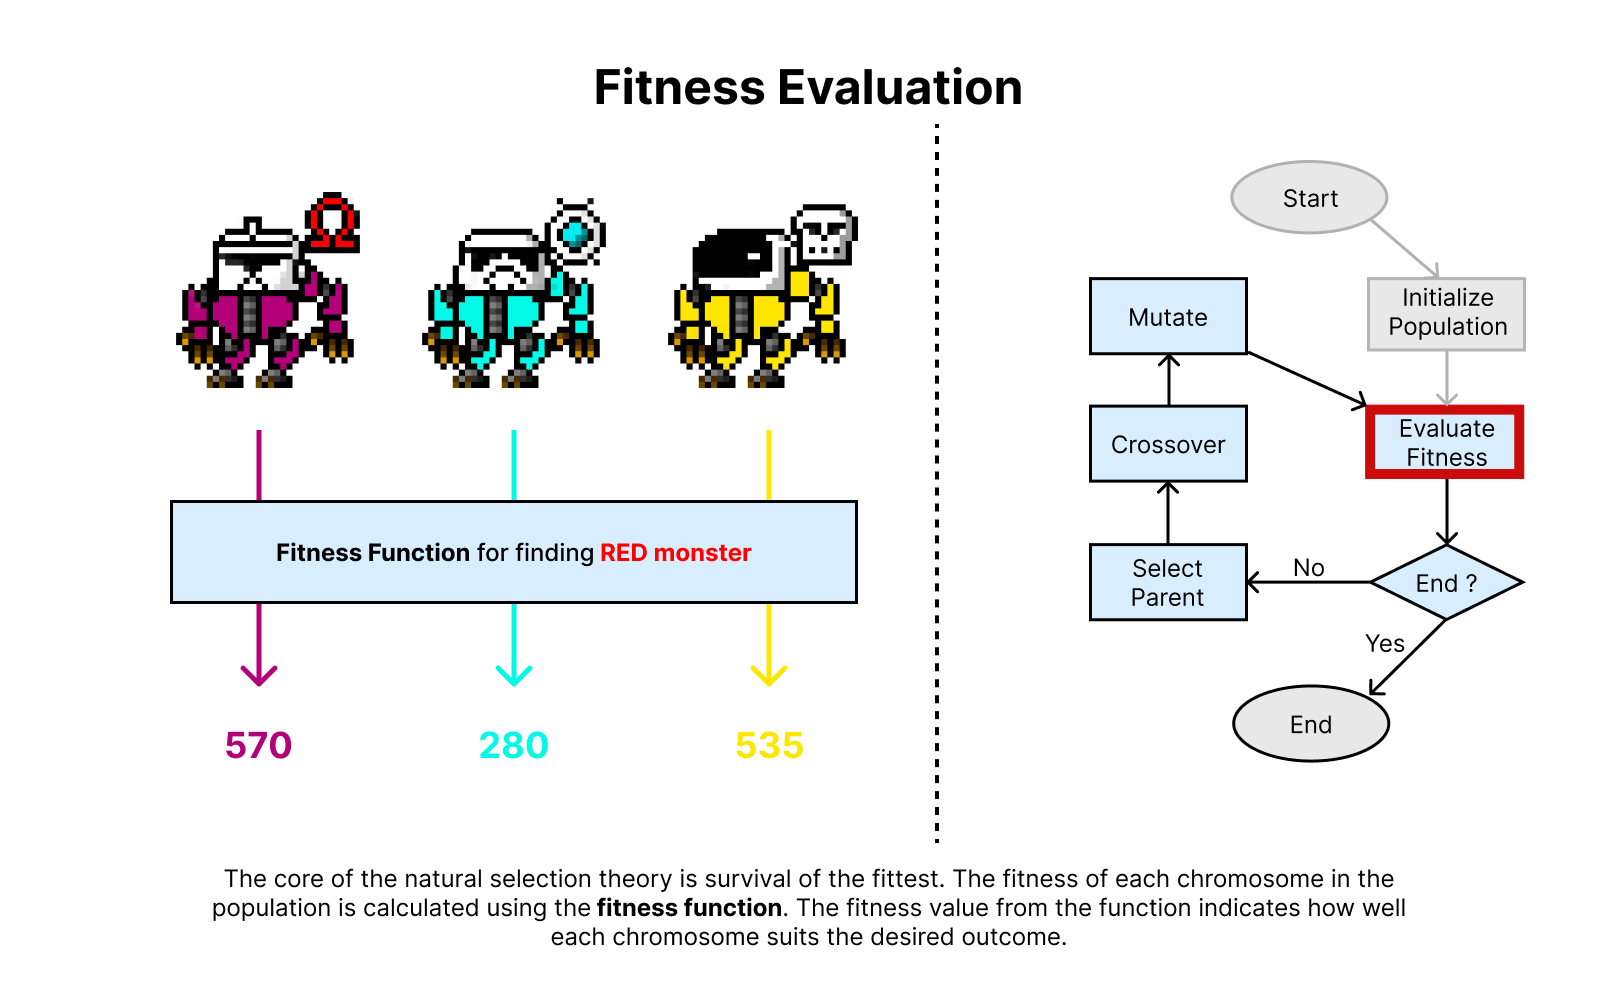 Fitness Evaluation
Fitness Function for finding RED monster
570
280
535
Start
Initialize
Population
Mutate
Evaluate
Fitness
Crossover
Select
Parent
No
End ?
Yes
End
The core of the natural selection theory is survival of the fittest. The fitness of each chromosome in the
population is calculated using the fitness function. The fitness value from the function indicates how well
each chromosome suits the desired outcome.